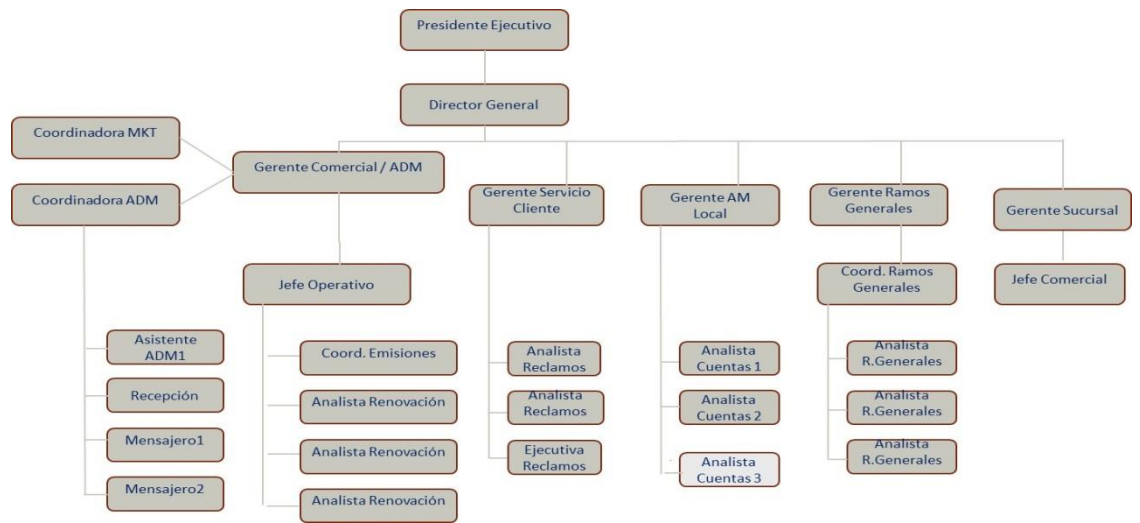 Presidente Ejecutivo
Director General
Coordinadora MKT
Coordinadora ADM
Gerente Comercial / ADM
Gerente Servicio
Cliente
Gerente AM
Local
Gerente Ramos
Generales
Gerente Sucursal
Jefe Operativo
Coord. Ramos
Generales
Jefe Comercial
Asistente
ADM1
Recepción
Mensajero1
Mensajero2
Coord. Emisiones
Analista Renovación
Analista Renovación
Analista Renovación
Analista
Reclamos
Analista
Reclamos
Ejecutiva
Reclamos
Analista
Cuentas 1
Analista
Cuentas 2
Analista
Cuentas 3
Analista
R.Generales
Analista
R.Generales
Analista
R.Generales